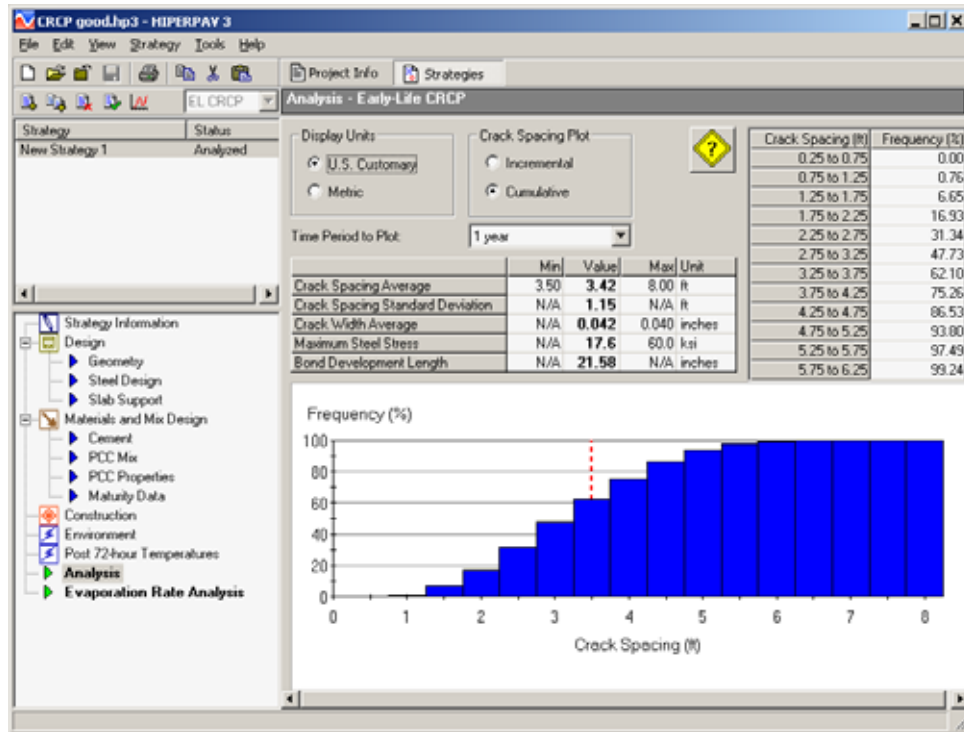 CRCP good.hp3 - HIPERPAV 3
File Edit View Strategy Tools Help
Project Info Strategies
EL CRCP
Analysis - Early-Life CRCP
Strategy Status
New Strategy 1 Analyzed
Display Units
U.S. Customary
Metric
Crack Spacing Plot
Incremental
Cumulative
?
Time Period to Plot: 1 year
Min Value Max Unit
Crack Spacing Average 3.50 3.42 8.00 ft
Crack Spacing Standard Deviation N/A 1.15 N/A ft
Crack Width Average N/A 0.042 0.040 inches
Maximum Steel Stress N/A 17.6 60.0 ksi
Bond Development Length N/A 21.58 N/A inches
Crack Spacing (ft) Frequency (%)
0.25 to 0.75 0.00
0.75 to 1.25 0.76
1.25 to 1.75 6.65
1.75 to 2.25 16.93
2.25 to 2.75 31.34
2.75 to 3.25 47.73
3.25 to 3.75 62.10
3.75 to 4.25 75.26
4.25 to 4.75 86.53
4.75 to 5.25 93.80
5.25 to 5.75 97.49
5.75 to 6.25 99.24
Strategy Information
Design
Geometry
Steel Design
Slab Support
Materials and Mix Design
Cement
PCC Mix
PCC Properties
Maturity Data
Construction
Environment
Post 72-hour Temperatures
Analysis
Evaporation Rate Analysis
Frequency (%)
100
80
60
40
20
0
0 1 2 3 4 5 6 7 8
Crack Spacing (ft)